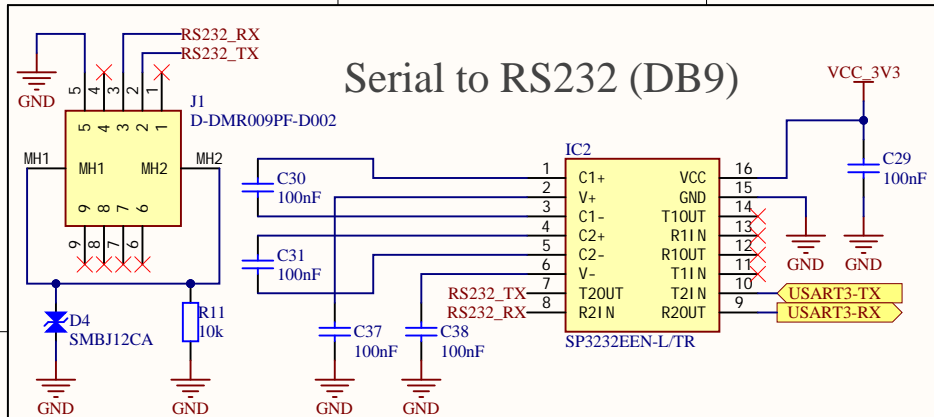 RS232_RX
RS232_TX
Serial to RS232 (DB9)
VCC_3V3
GND
5 4 3 2 1
J1
D-DMR009PF-D002
5 4 3 2 1
MH1 MH1 MH2 MH2
9 8 7 6
9 8 7 6
D4
SMBJ12CA
R11
10k
GND
GND
C30
100nF
C31
100nF
C37
100nF
C38
100nF
GND
GND
IC2
1 C1+ VCC 16
2 V+ GND 15
3 C1- T1OUT 14
4 C2+ R1IN 13
5 C2- R1OUT 12
6 V- T1IN 11
RS232_TX 7 T2OUT T2IN 10 USART3-TX
RS232_RX 8 R2IN R2OUT 9 USART3-RX
SP3232EEN-L/TR
C29
100nF
GND
GND